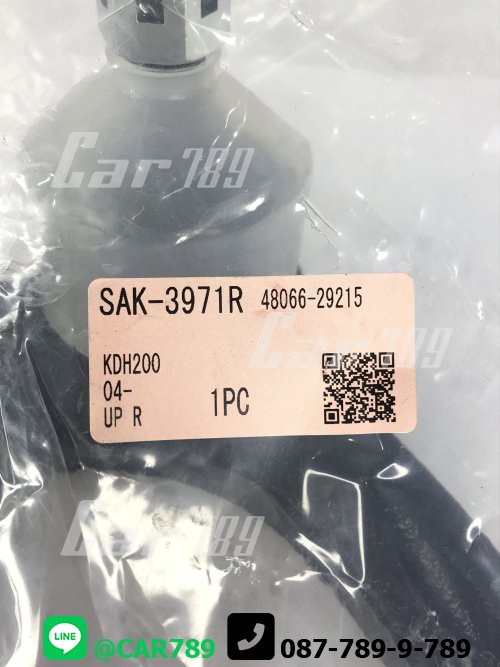 Car789
SAK-3971R 48066-29215
Car789
KDH200
04-
UP R 1PC
Car789
LINE @CAR789 087-789-9-789